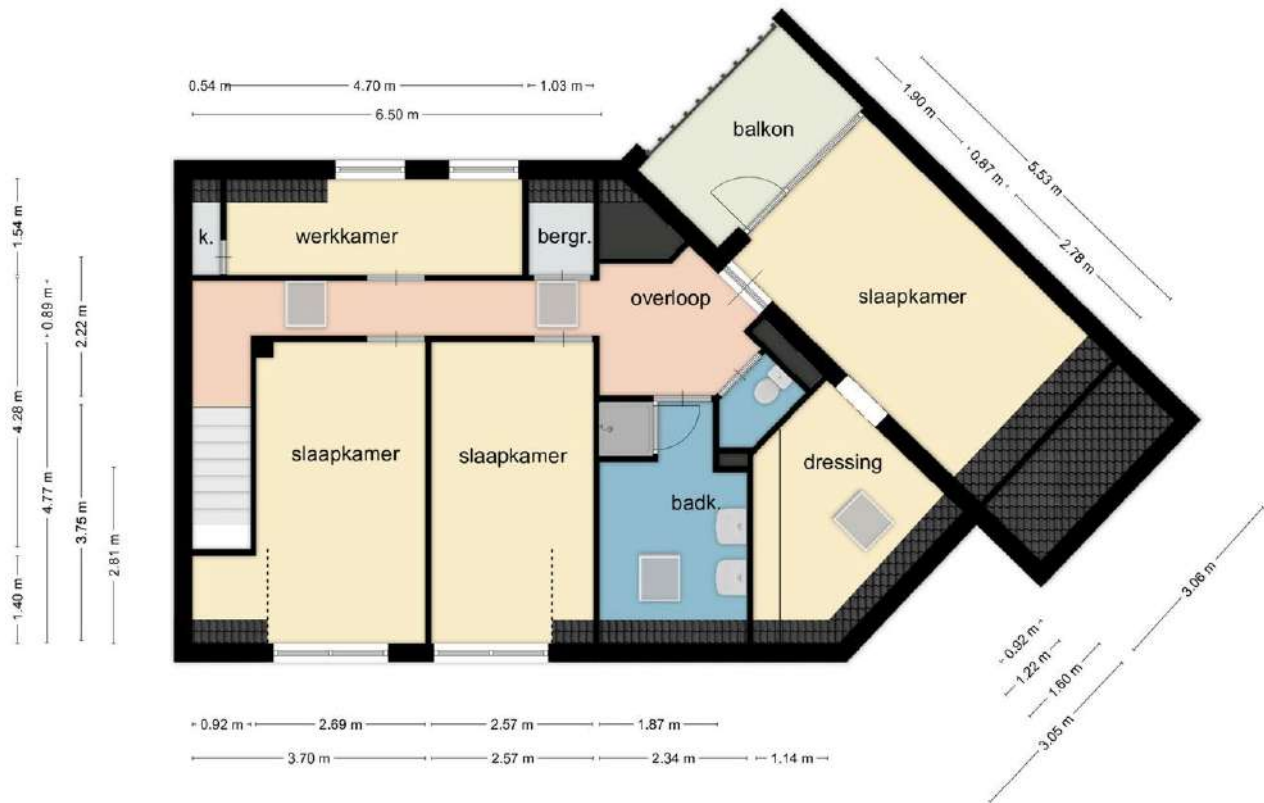 0.54 m 4.70 m 1.03 m
6.50 m
1.90 m
0.87 m
5.53 m
2.78 m
balkon
1.54 m
0.89 m
2.22 m
4.28 m
4.77 m
3.75 m
2.81 m
1.40 m
k.
werkkamer
bergr.
overloop
slaapkamer
slaapkamer
slaapkamer
dressing
badk.
3.06 m
0.92 m
1.22 m
1.60 m
3.05 m
0.92 m 2.69 m 2.57 m 1.87 m
3.70 m 2.57 m 2.34 m 1.14 m